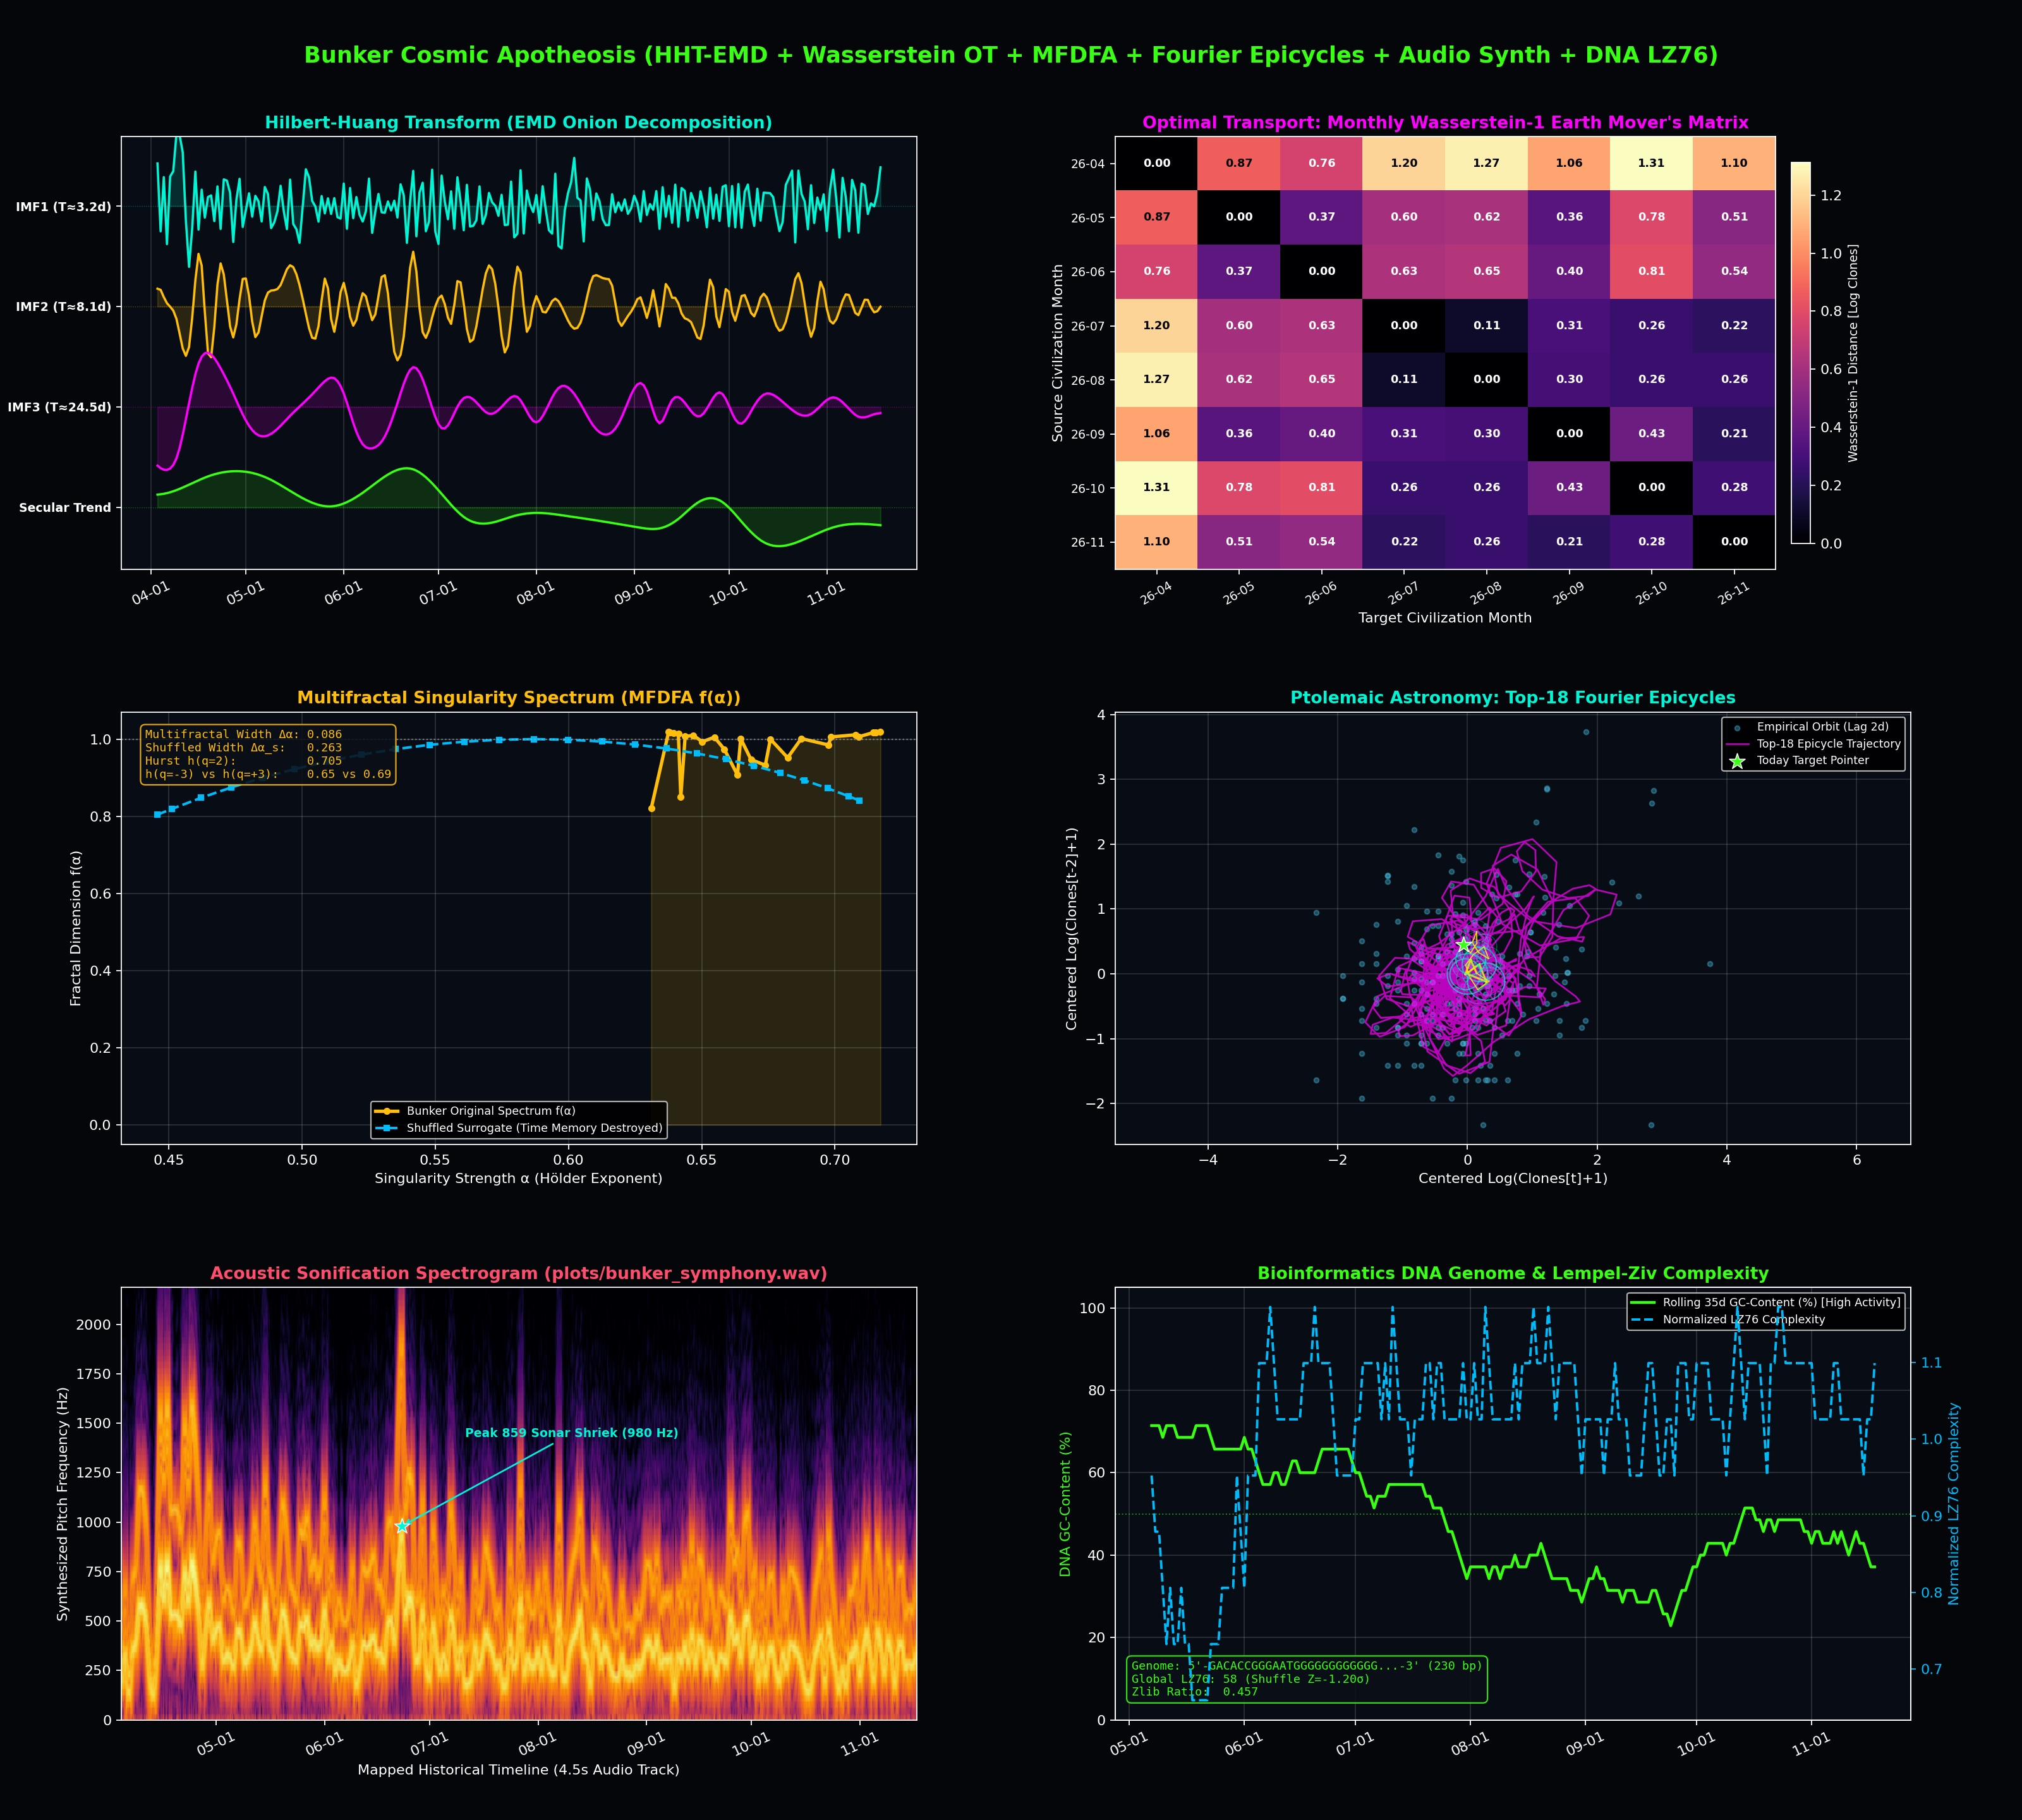 Bunker Cosmic Apotheosis (HHT-EMD + Wasserstein OT + MFDFA + Fourier Epicycles + Audio Synth + DNA LZ76)
Hilbert-Huang Transform (EMD Onion Decomposition)
IMF1 (T≈3.2d)
IMF2 (T≈8.1d)
IMF3 (T≈24.5d)
Secular Trend
04-01 05-01 06-01 07-01 08-01 09-01 10-01 11-01
Optimal Transport: Monthly Wasserstein-1 Earth Mover's Matrix
Source Civilization Month
26-04 0.00 0.87 0.76 1.20 1.27 1.06 1.31 1.10
26-05 0.87 0.00 0.37 0.60 0.62 0.36 0.78 0.51
26-06 0.76 0.37 0.00 0.63 0.65 0.40 0.81 0.54
26-07 1.20 0.60 0.63 0.00 0.11 0.31 0.26 0.22
26-08 1.27 0.62 0.65 0.11 0.00 0.30 0.26 0.26
26-09 1.06 0.36 0.40 0.31 0.30 0.00 0.43 0.21
26-10 1.31 0.78 0.81 0.26 0.26 0.43 0.00 0.28
26-11 1.10 0.51 0.54 0.22 0.26 0.21 0.28 0.00
26-04 26-05 26-06 26-07 26-08 26-09 26-10 26-11
Target Civilization Month
1.2
1.0
0.8
0.6
0.4
0.2
0.0
Wasserstein-1 Distance [Log Clones]
Multifractal Singularity Spectrum (MFDFA f(α))
Multifractal Width Δα: 0.086
Shuffled Width Δα_s: 0.263
Hurst h(q=2): 0.705
h(q=-3) vs h(q=+3): 0.65 vs 0.69
Fractal Dimension f(α)
1.0
0.8
0.6
0.4
0.2
0.0
Bunker Original Spectrum f(α)
Shuffled Surrogate (Time Memory Destroyed)
0.45 0.50 0.55 0.60 0.65 0.70
Singularity Strength α (Hölder Exponent)
Ptolemaic Astronomy: Top-18 Fourier Epicycles
Empirical Orbit (Lag 2d)
Top-18 Epicycle Trajectory
Today Target Pointer
Centered Log(Clones[t-2]+1)
4
3
2
1
0
−1
−2
−4 −2 0 2 4 6
Centered Log(Clones[t]+1)
Acoustic Sonification Spectrogram (plots/bunker_symphony.wav)
Synthesized Pitch Frequency (Hz)
2000
1750
1500
1250
1000
750
500
250
0
Peak 859 Sonar Shriek (980 Hz)
05-01 06-01 07-01 08-01 09-01 10-01 11-01
Mapped Historical Timeline (4.5s Audio Track)
Bioinformatics DNA Genome & Lempel-Ziv Complexity
Rolling 35d GC-Content (%) [High Activity]
Normalized LZ76 Complexity
DNA GC-Content (%)
100
80
60
40
20
0
Genome: 5'-GACACCGGGAATGGGGGGGGGGGG...-3' (230 bp)
Global LZ76: 58 (Shuffle Z=-1.20σ)
Zlib Ratio: 0.457
05-01 06-01 07-01 08-01 09-01 10-01 11-01
1.1
1.0
0.9
0.8
0.7
Normalized LZ76 Complexity